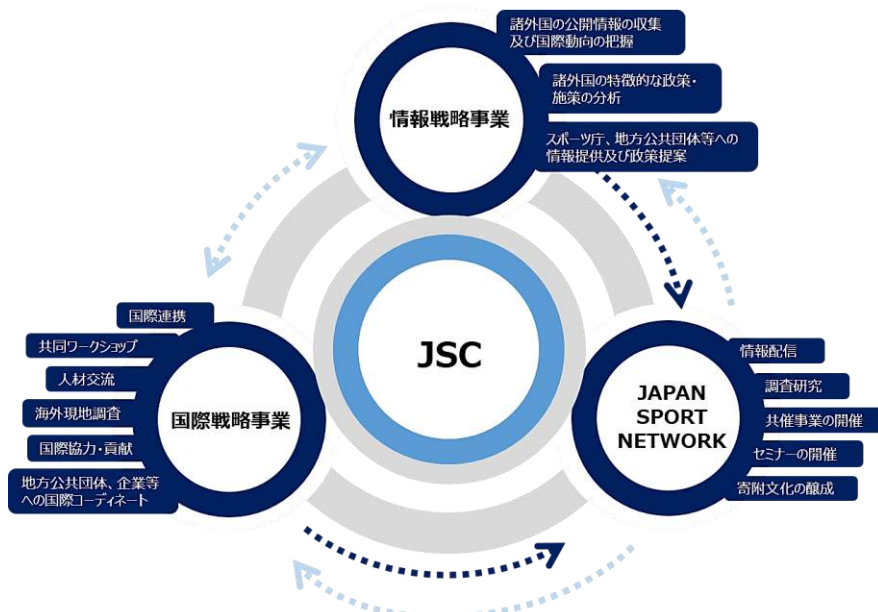 諸外国の公開情報の収集
及び国際動向の把握
諸外国の特徴的な政策・
施策の分析
スポーツ庁、地方公共団体等への
情報提供及び政策提案
情報戦略事業
JSC
国際連携
共同ワークショップ
人材交流
海外現地調査
国際協力・貢献
地方公共団体、企業等
への国際コーディネート
国際戦略事業
JAPAN
SPORT
NETWORK
情報配信
調査研究
共催事業の開催
セミナーの開催
寄附文化の醸成